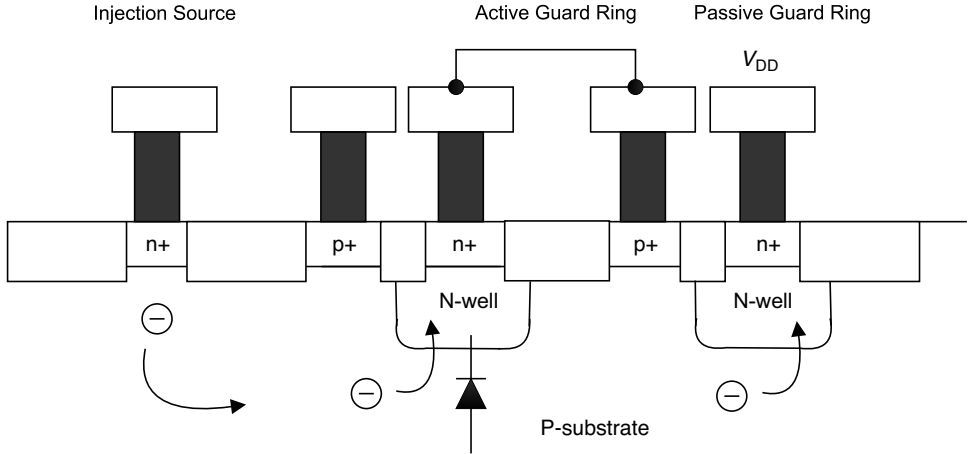 Injection Source
Active Guard Ring
Passive Guard Ring
VDD
n+
p+
n+
p+
n+
N-well
N-well
P-substrate